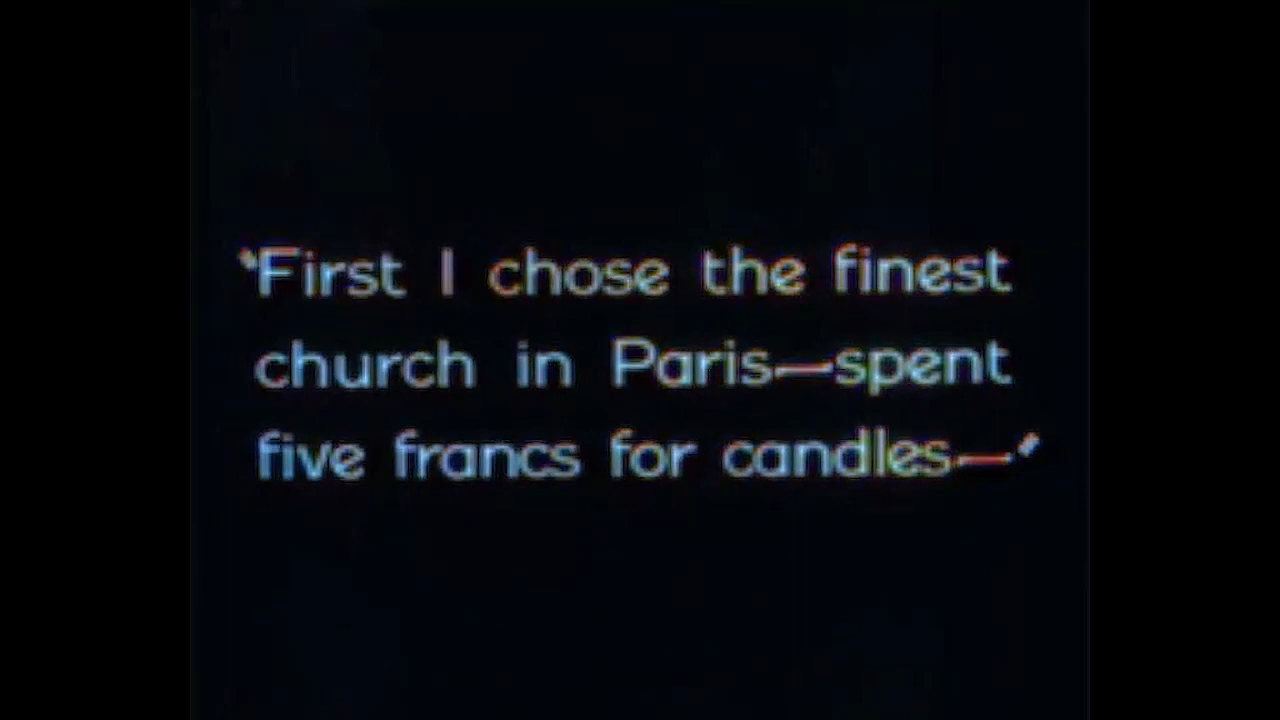 "First I chose the finest
church in Paris—spent
five francs for candles—"